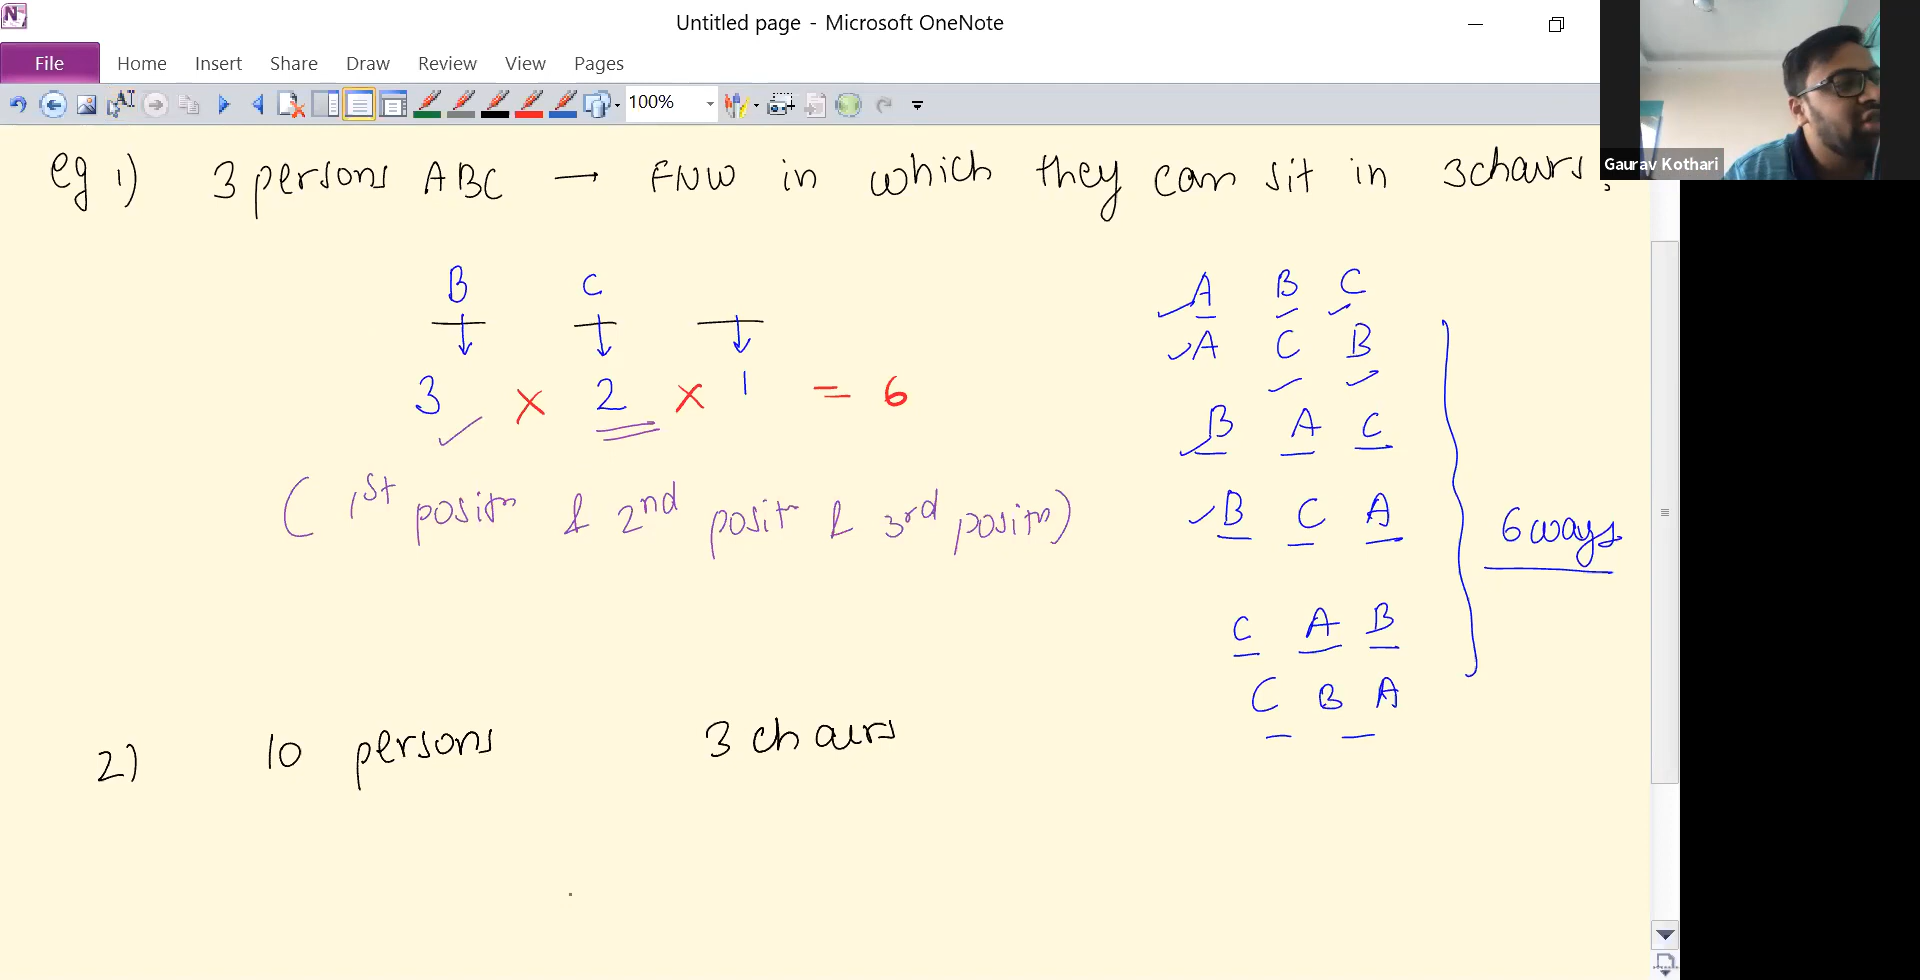 Untitled page - Microsoft OneNote
File Home Insert Share Draw Review View Pages
100%
Gaurav Kothari
eg 1) 3 persons ABC → FNW in which they can sit in 3 chairs.
B C
3 × 2 × 1 = 6
(1st positn & 2nd positn & 3rd positn)
A B C
A C B
B A C
B C A
C A B
C B A
6 ways
2) 10 persons 3 chairs